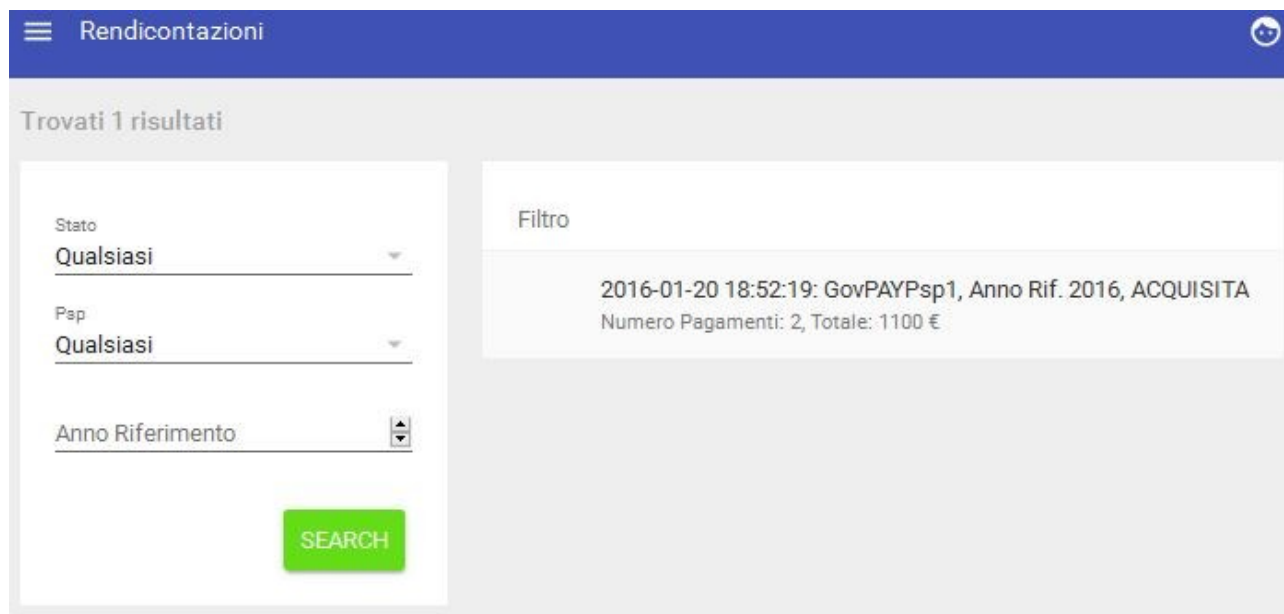 Rendicontazioni
Trovati 1 risultati
Stato
Qualsiasi
Psp
Qualsiasi
Anno Riferimento
SEARCH
Filtro
2016-01-20 18:52:19: GovPAYPsp1, Anno Rif. 2016, ACQUISITA
Numero Pagamenti: 2, Totale: 1100 €